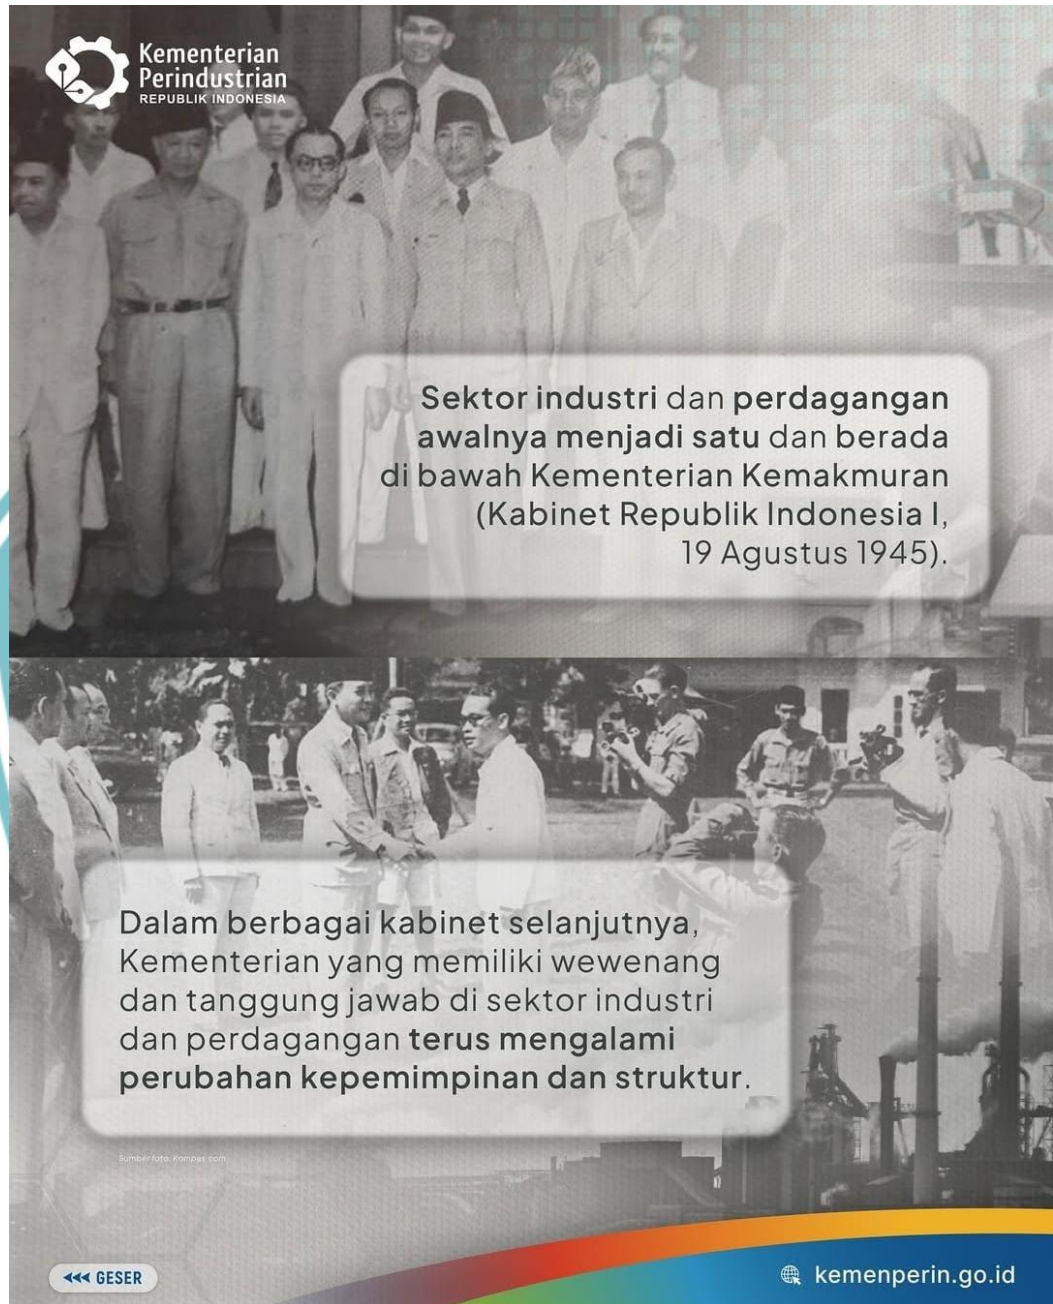 Kementerian
Perindustrian
REPUBLIK INDONESIA
Sektor industri dan perdagangan
awalnya menjadi satu dan berada
di bawah Kementerian Kemakmuran
(Kabinet Republik Indonesia I,
19 Agustus 1945).
Dalam berbagai kabinet selanjutnya,
Kementerian yang memiliki wewenang
dan tanggung jawab di sektor industri
dan perdagangan terus mengalami
perubahan kepemimpinan dan struktur.
Sumber foto: Kompas.com
GESER
kemenperin.go.id